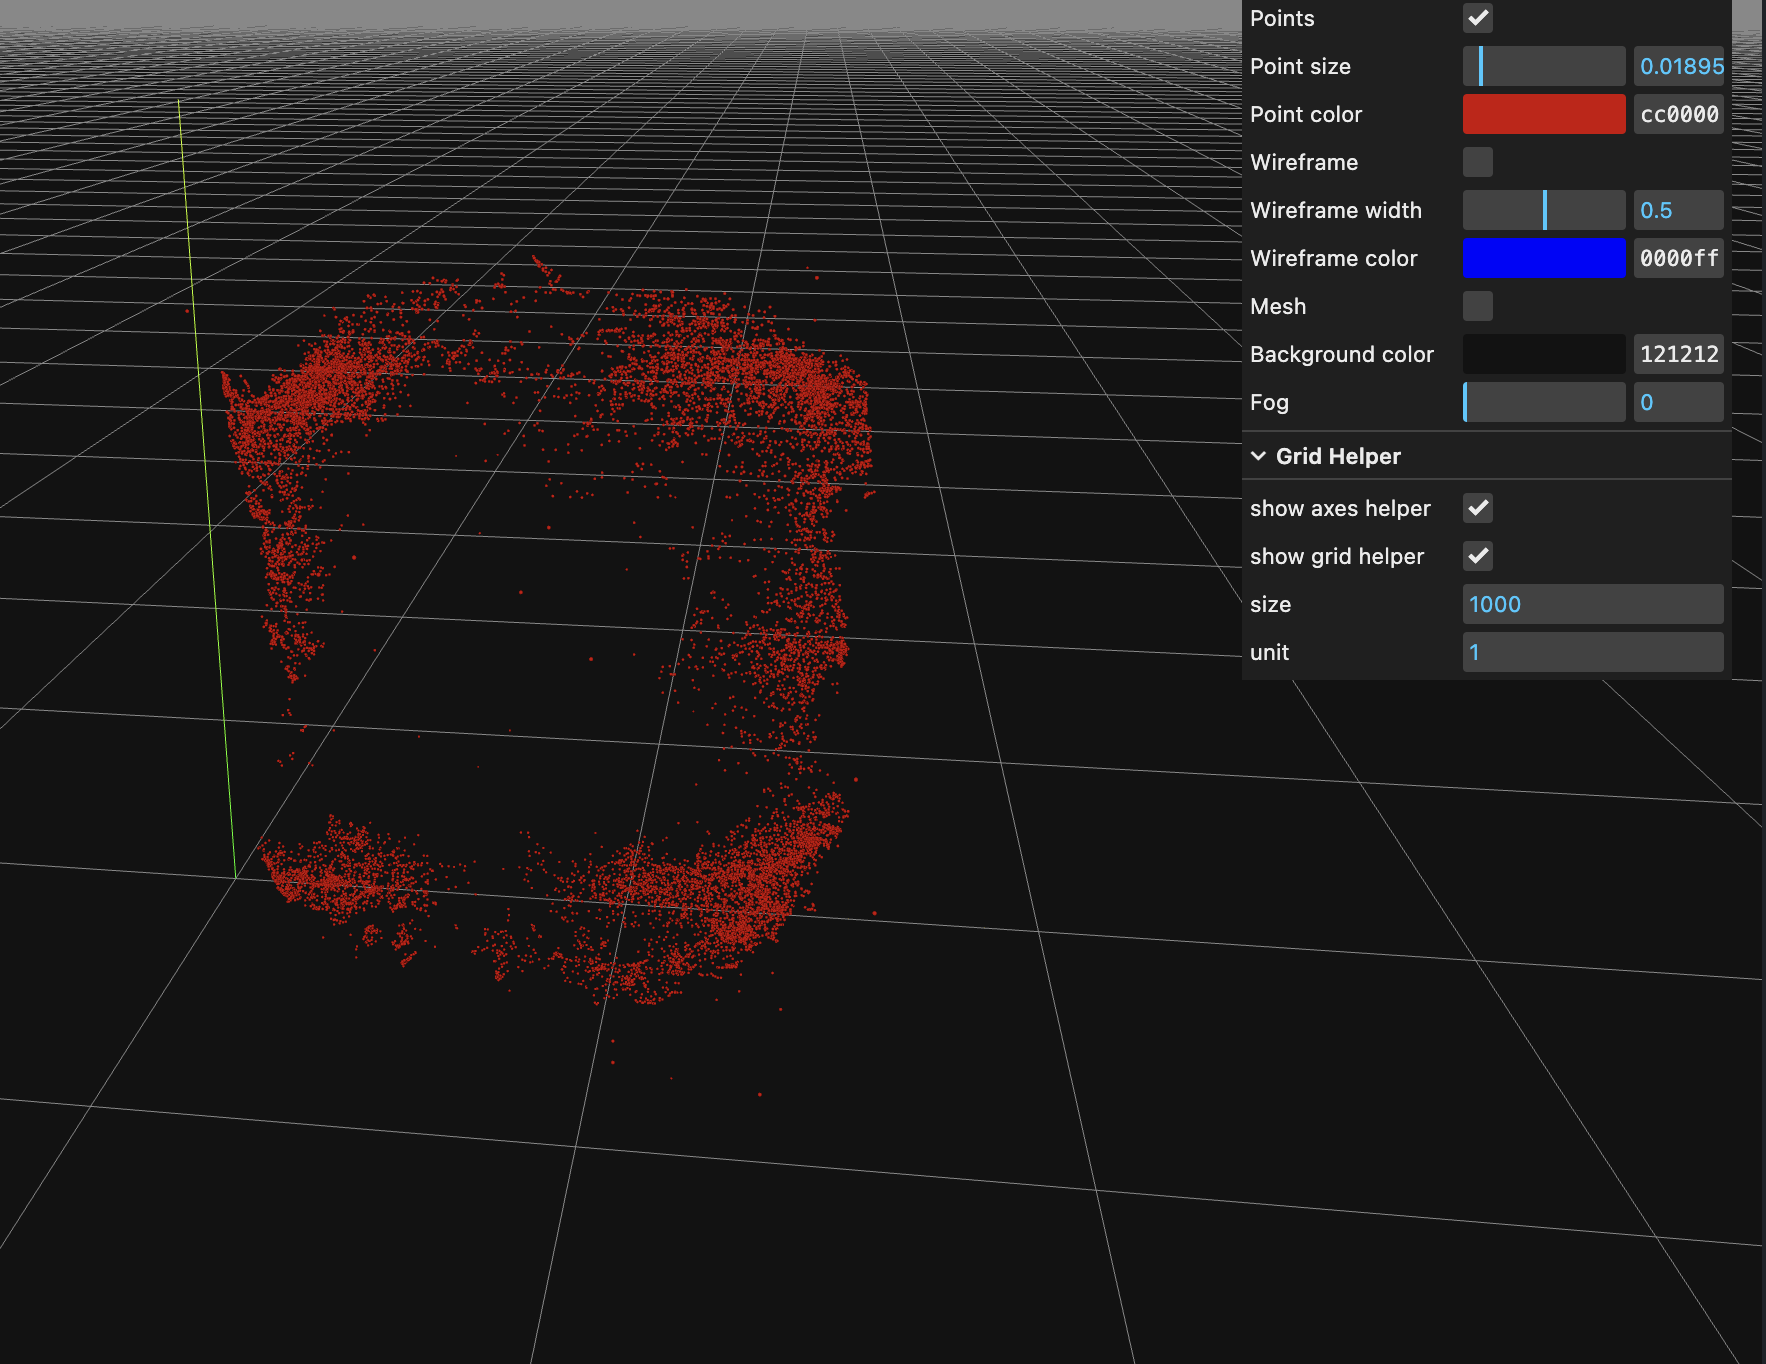 Points
Point size 0.01895
Point color cc0000
Wireframe
Wireframe width 0.5
Wireframe color 0000ff
Mesh
Background color 121212
Fog 0
Grid Helper
show axes helper
show grid helper
size 1000
unit 1